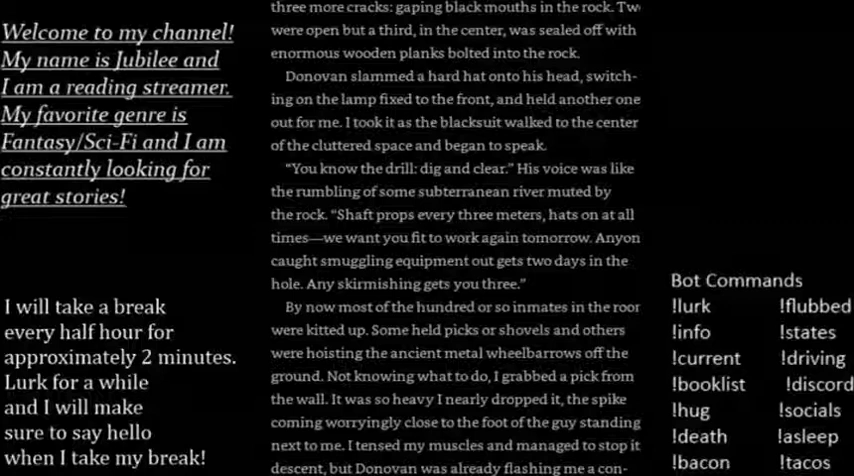 Welcome to my channel!
My name is Jubilee and
I am a reading streamer.
My favorite genre is
Fantasy/Sci-Fi and I am
constantly looking for
great stories!
I will take a break
every half hour for
approximately 2 minutes.
Lurk for a while
and I will make
sure to say hello
when I take my break!
three more cracks: gaping black mouths in the rock. Tw
were open but a third, in the center, was sealed off with
enormous wooden planks bolted into the rock.
Donovan slammed a hard hat onto his head, switch-
ing on the lamp fixed to the front, and held another one
out for me. I took it as the blacksuit walked to the center
of the cluttered space and began to speak.
“You know the drill: dig and clear.” His voice was like
the rumbling of some subterranean river muted by
the rock. “Shaft props every three meters, hats on at all
times—we want you fit to work again tomorrow. Anyon
caught smuggling equipment out gets two days in the
hole. Any skirmishing gets you three.”
By now most of the hundred or so inmates in the roor
were kitted up. Some held picks or shovels and others
were hoisting the ancient metal wheelbarrows off the
ground. Not knowing what to do, I grabbed a pick from
the wall. It was so heavy I nearly dropped it, the spike
coming worryingly close to the foot of the guy standing
next to me. I tensed my muscles and managed to stop it
descent, but Donovan was already flashing me a con-
Bot Commands
!lurk !flubbed
!info !states
!current !driving
!booklist !discord
!hug !socials
!death !asleep
!bacon !tacos